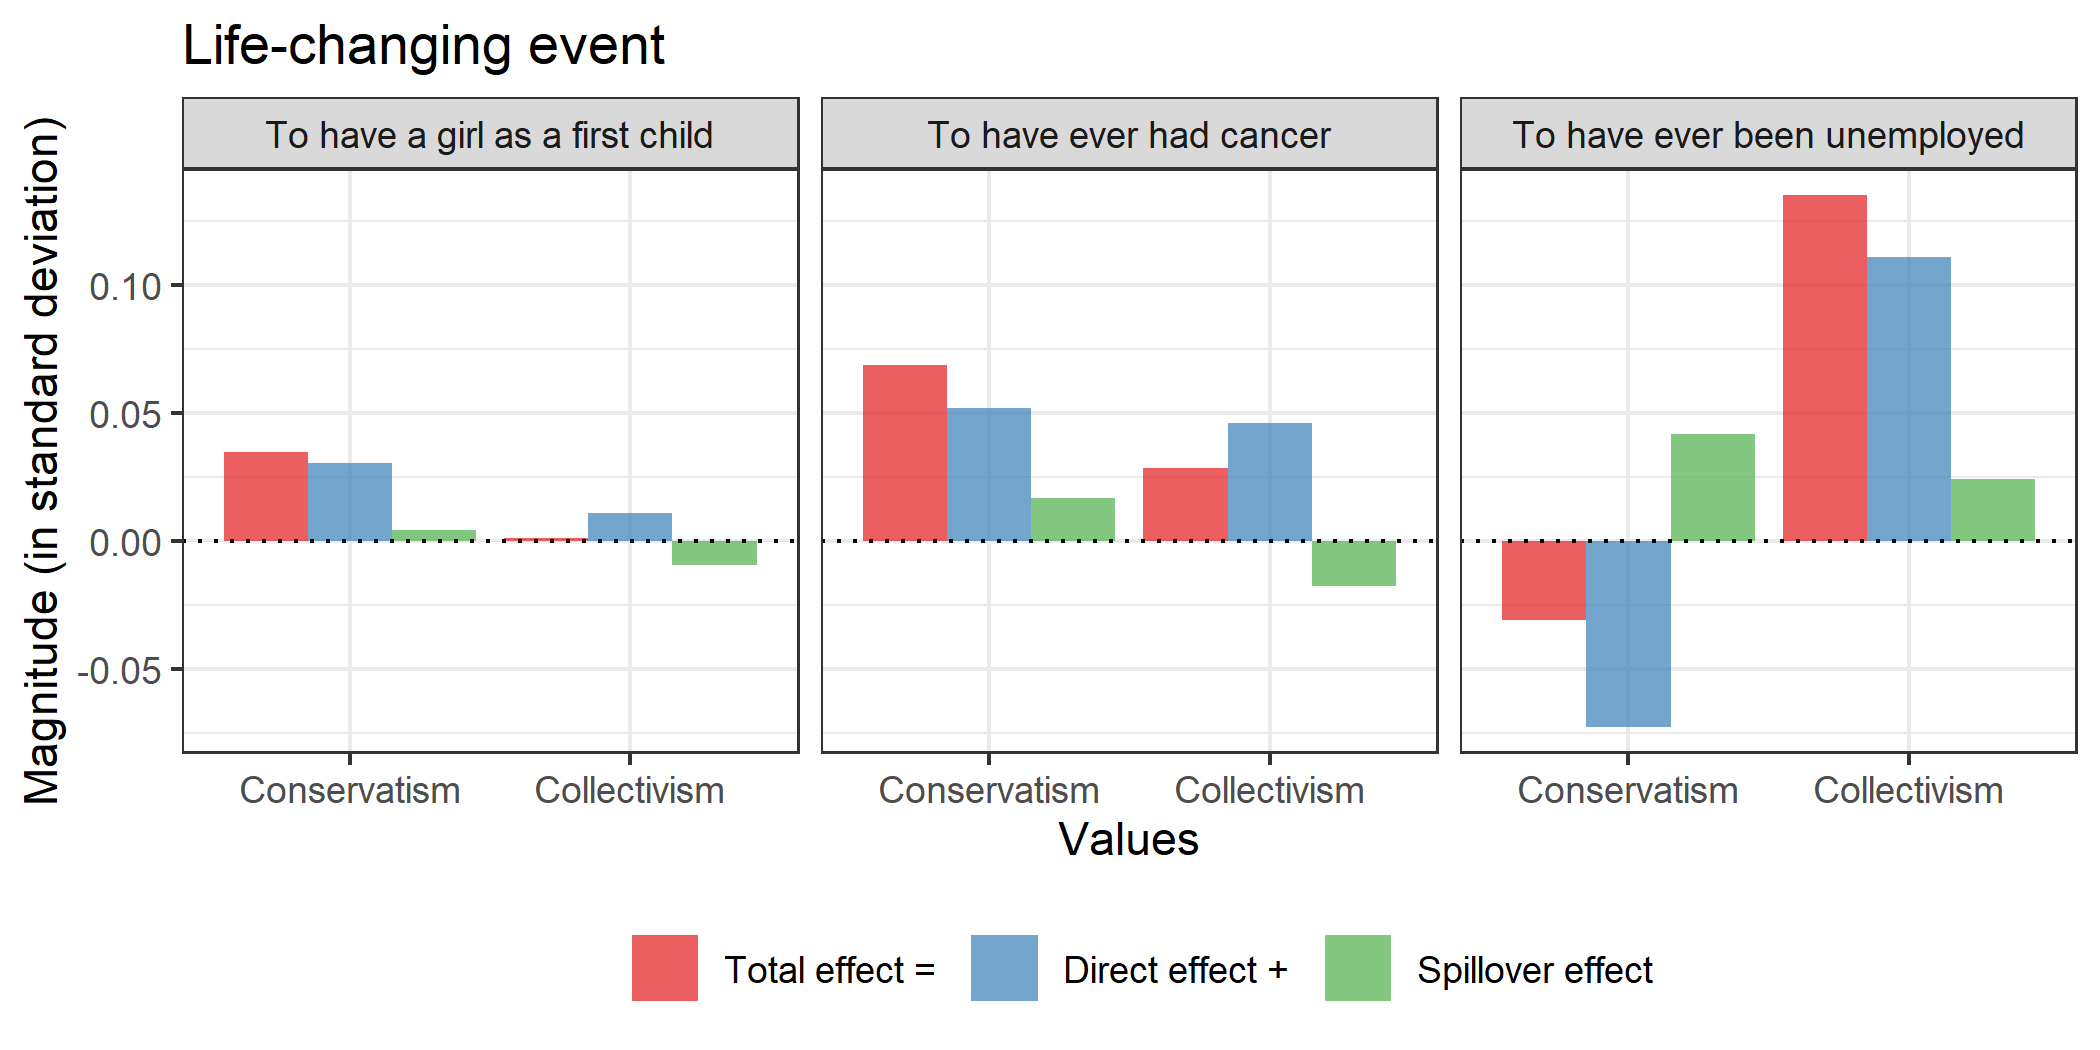 Life-changing event
To have a girl as a first child
To have ever had cancer
To have ever been unemployed
Magnitude (in standard deviation)
0.10
0.05
0.00
-0.05
Conservatism
Collectivism
Conservatism
Collectivism
Conservatism
Collectivism
Values
Total effect =
Direct effect +
Spillover effect